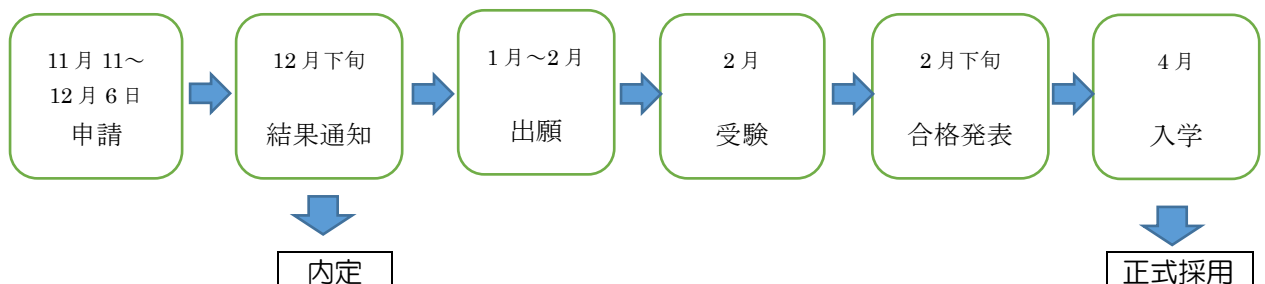 11月11～
12月6日
申請
12月下旬
結果通知
1月～2月
出願
2月
受験
2月下旬
合格発表
4月
入学
内定
正式採用